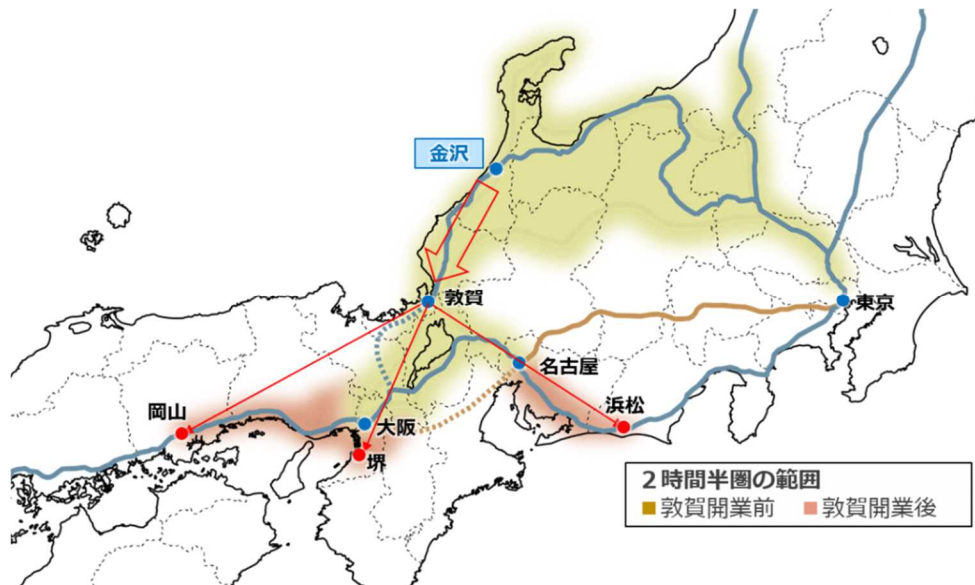 金沢
敦賀
東京
名古屋
岡山
浜松
大阪
堺
２時間半圏の範囲
敦賀開業前
敦賀開業後